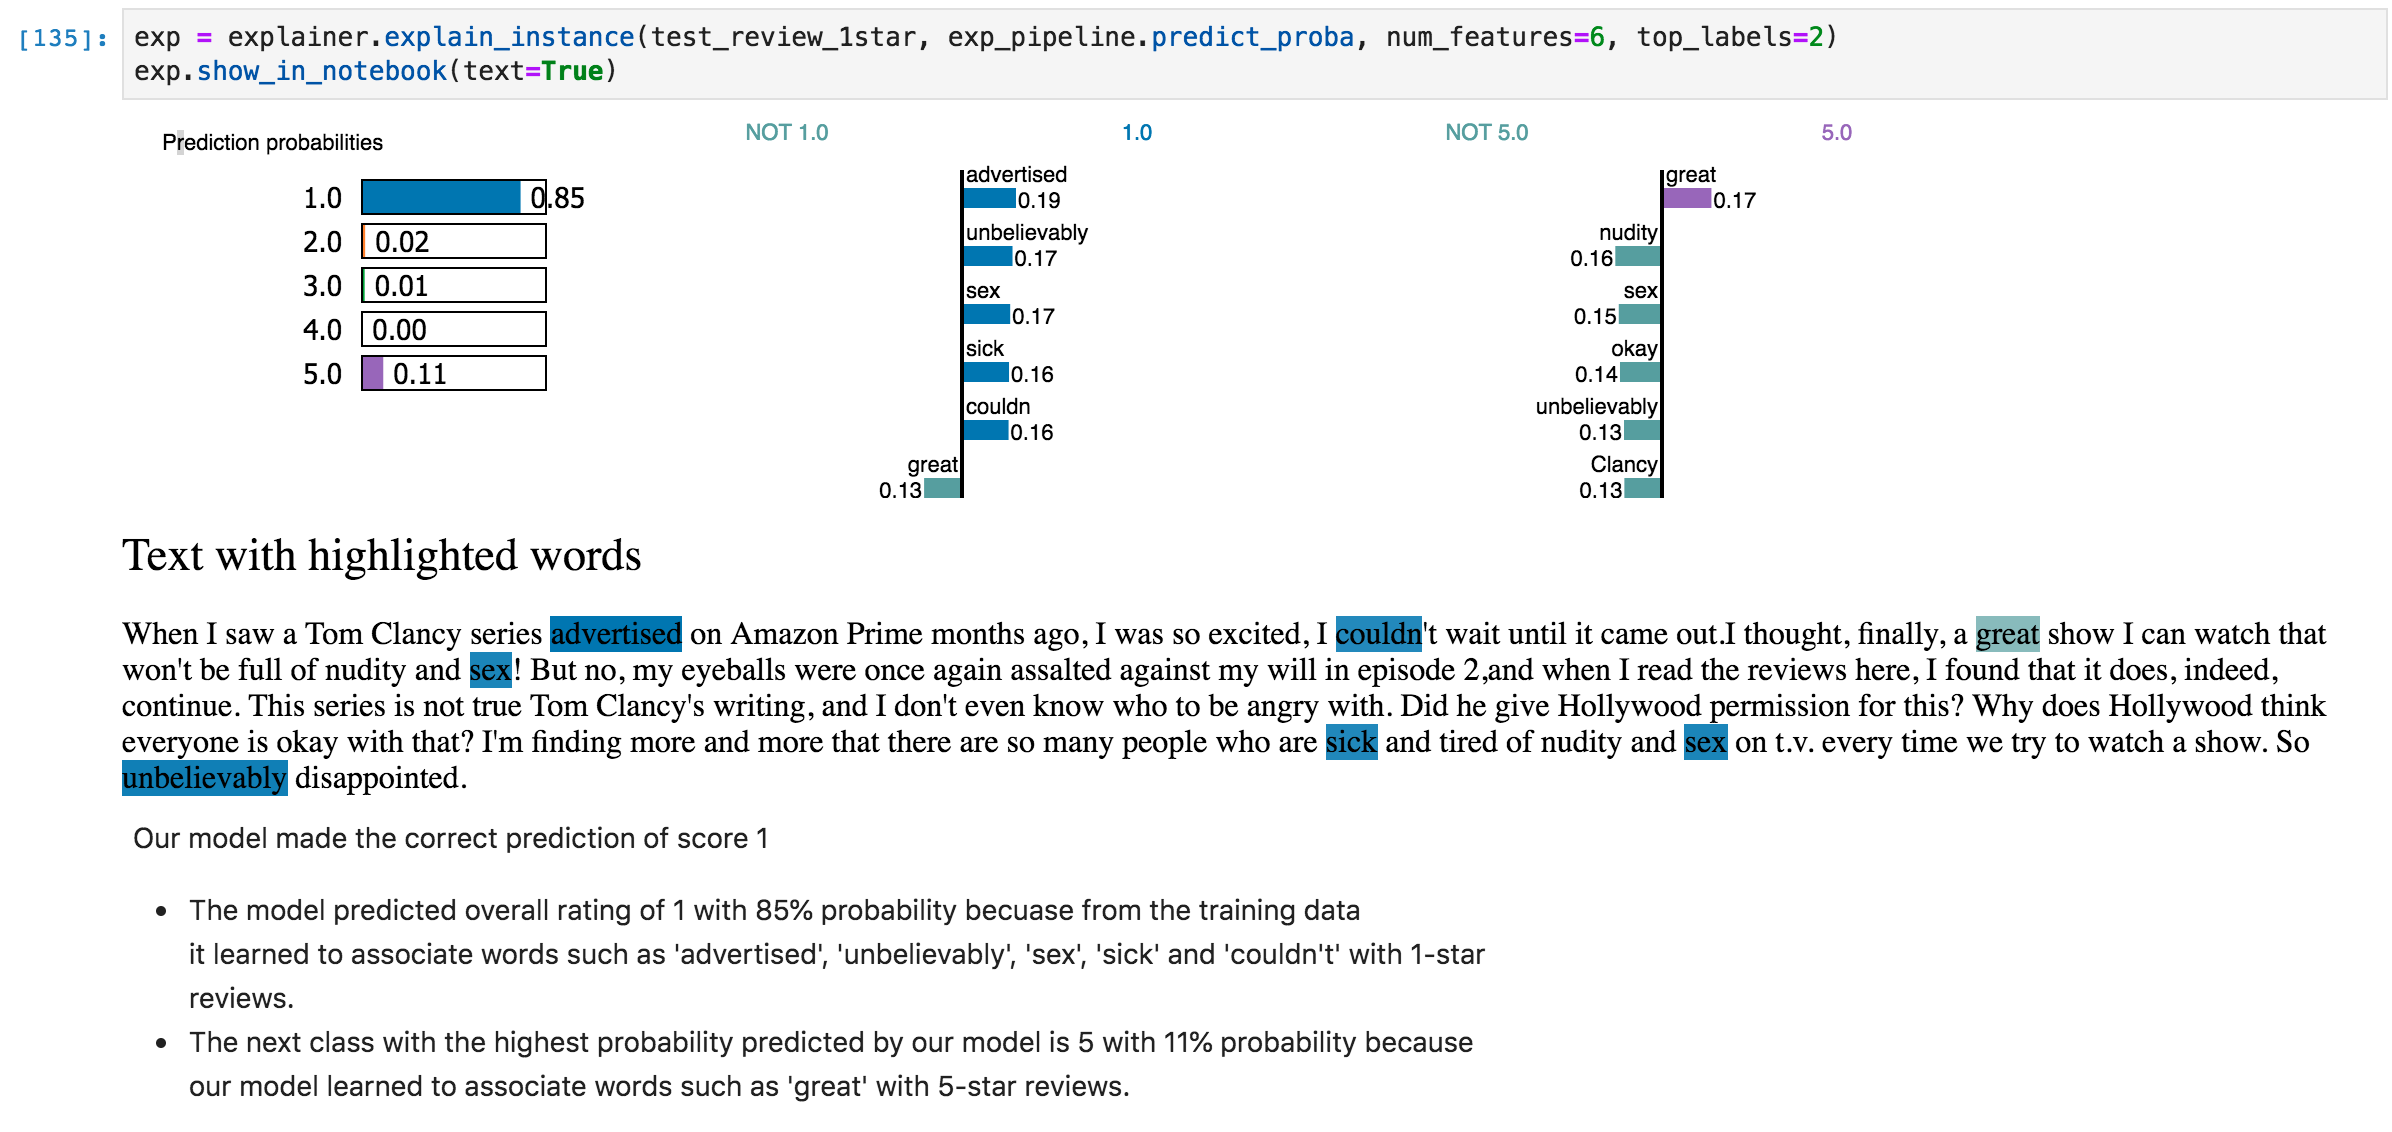 [135]: exp = explainer.explain_instance(test_review_1star, exp_pipeline.predict_proba, num_features=6, top_labels=2)
exp.show_in_notebook(text=True)
Prediction probabilities
1.0 0.85
2.0 0.02
3.0 0.01
4.0 0.00
5.0 0.11
NOT 1.0 1.0
advertised
0.19
unbelievably
0.17
sex
0.17
sick
0.16
couldn
0.16
great
0.13
NOT 5.0 5.0
great
0.17
nudity
0.16
sex
0.15
okay
0.14
unbelievably
0.13
Clancy
0.13
Text with highlighted words
When I saw a Tom Clancy series advertised on Amazon Prime months ago, I was so excited, I couldn't wait until it came out.I thought, finally, a great show I can watch that
won't be full of nudity and sex! But no, my eyeballs were once again assalted against my will in episode 2,and when I read the reviews here, I found that it does, indeed,
continue. This series is not true Tom Clancy's writing, and I don't even know who to be angry with. Did he give Hollywood permission for this? Why does Hollywood think
everyone is okay with that? I'm finding more and more that there are so many people who are sick and tired of nudity and sex on t.v. every time we try to watch a show. So
unbelievably disappointed.
Our model made the correct prediction of score 1
• The model predicted overall rating of 1 with 85% probability becuase from the training data
it learned to associate words such as 'advertised', 'unbelievably', 'sex', 'sick' and 'couldn't' with 1-star
reviews.
• The next class with the highest probability predicted by our model is 5 with 11% probability because
our model learned to associate words such as 'great' with 5-star reviews.